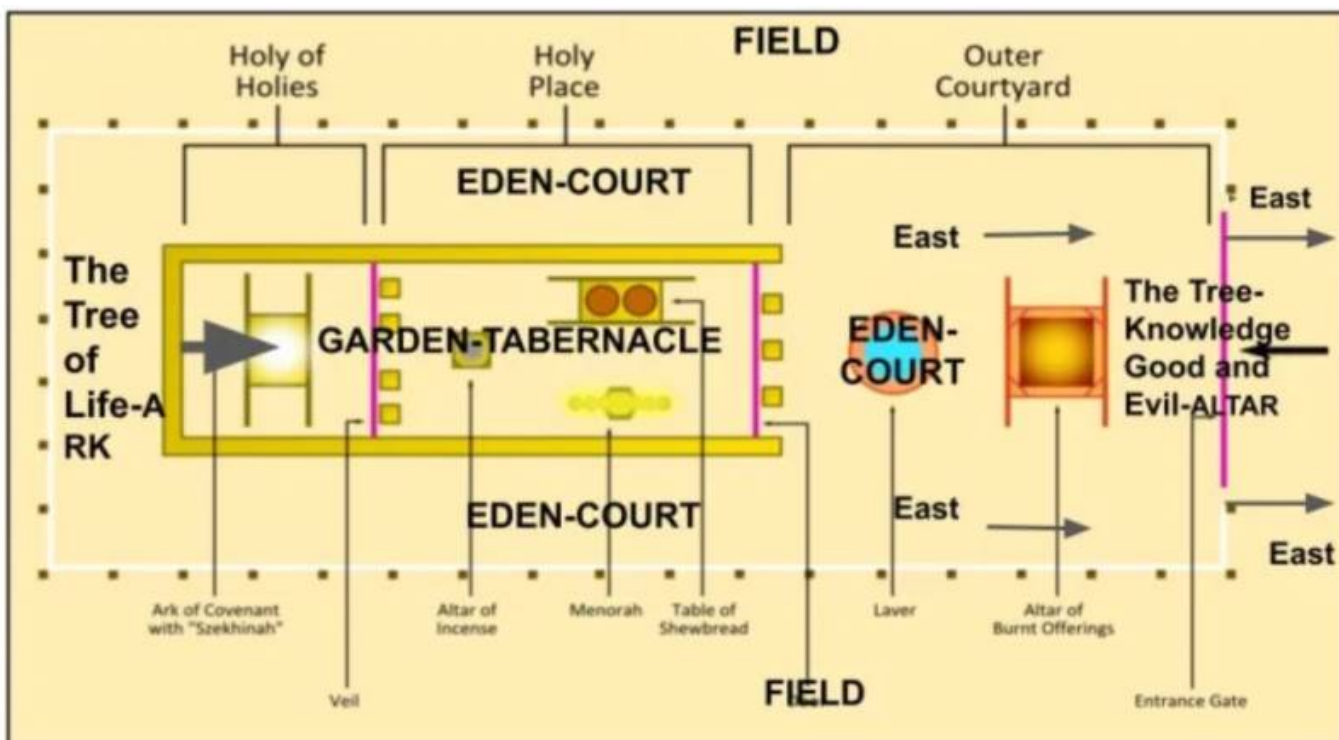 FIELD
Holy of
Holies
Holy
Place
Outer
Courtyard
EDEN-COURT
East
East
The
Tree
of
Life-A
RK
GARDEN-TABERNACLE
EDEN-
COURT
The Tree-
Knowledge
Good and
Evil-ALTAR
EDEN-COURT
East
East
Ark of Covenant
with "Szekhinah"
Altar of
Incense
Menorah
Table of
Shewbread
Laver
Altar of
Burnt Offerings
Veil
FIELD
Entrance Gate